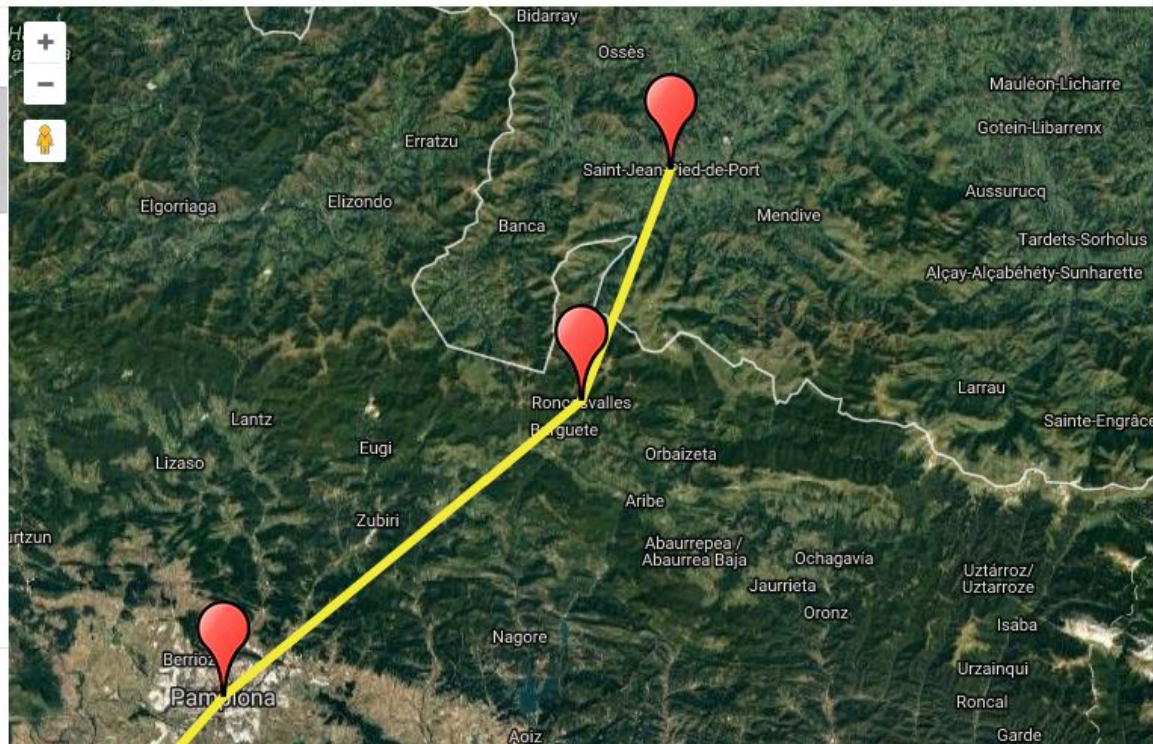 Bidarray
Ossès
Mauléon-Licharre
Gotein-Libarrenx
Erratzu
Saint-Jean-Pied-de-Port
Aussurucq
Elgorriaga
Elizondo
Mendive
Banca
Tardets-Sorholus
Alçay-Alçabéhéty-Sunharette
Larrau
Roncesvalles
Lantz
Sainte-Engrâce
Burguete
Eugi
Orbaizeta
Lizaso
Aribe
Zubiri
urtzun
Abaurrepea /
Abaurrea Baja
Ochagavía
Uztárroz/
Uztarroze
Jaurrieta
Oronz
Isaba
Nagore
Berrioz
Urzainqui
Pamplona
Roncal
Aoiz
Garde